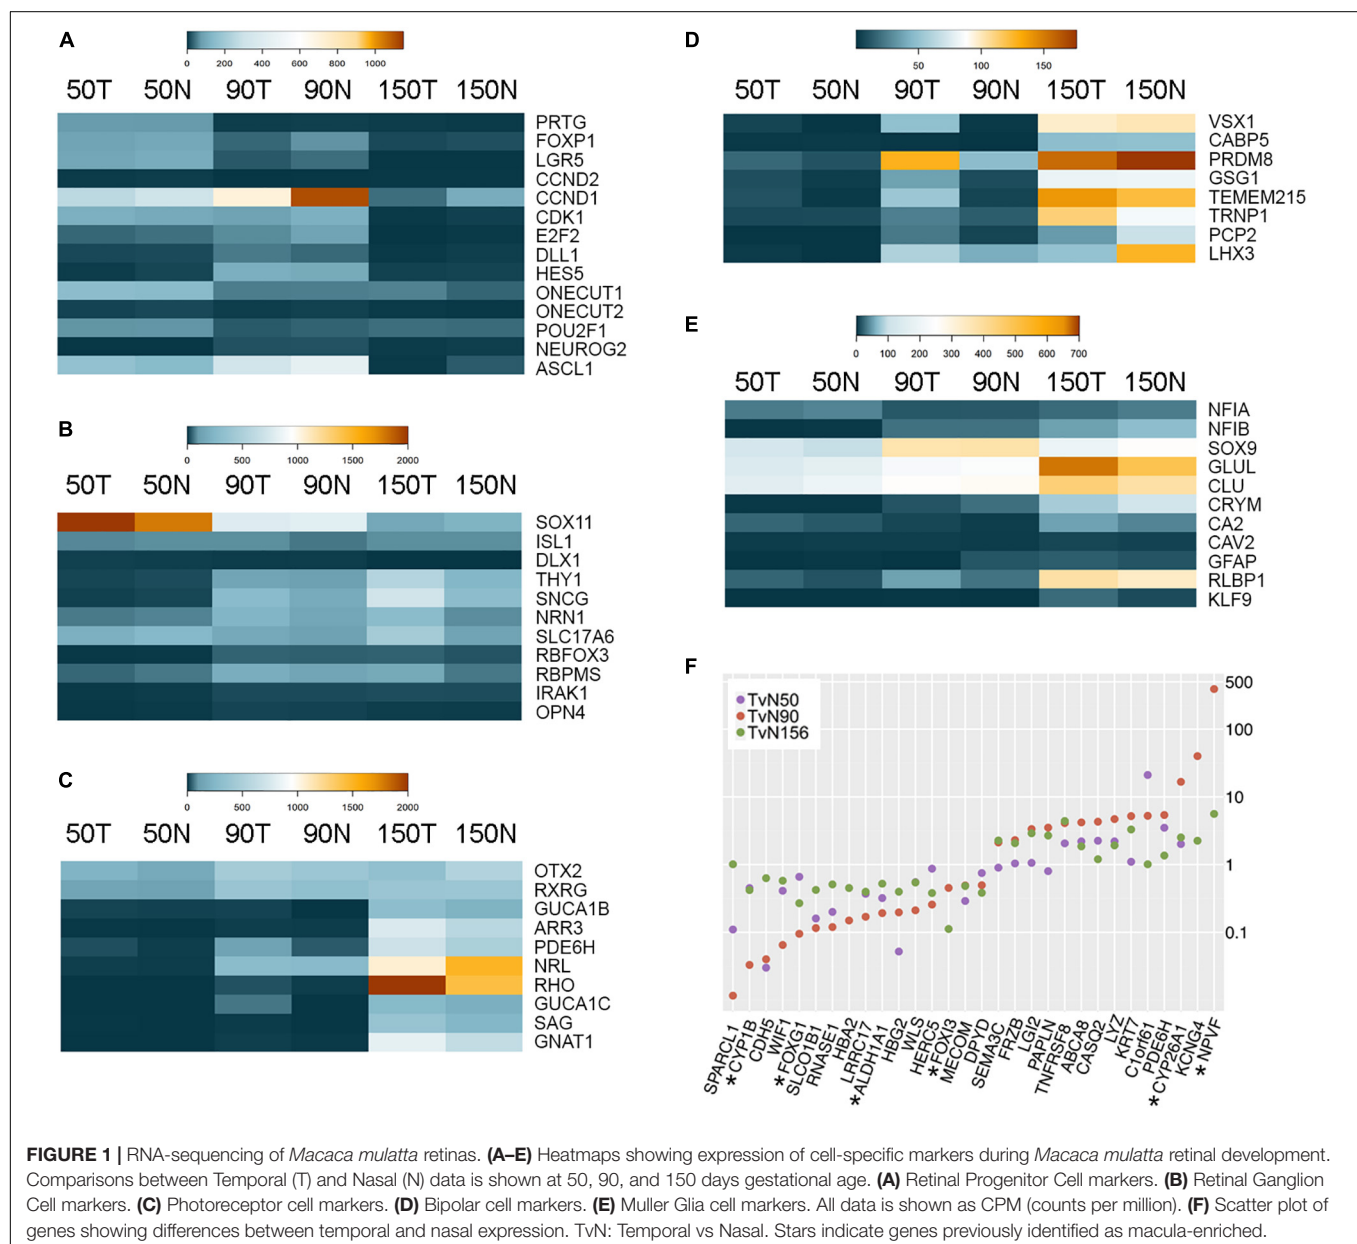 A
0 200 400 600 800 1000
50T 50N 90T 90N 150T 150N
PRTG
FOXP1
LGR5
CCND2
CCND1
CDK1
E2F2
DLL1
HES5
ONECUT1
ONECUT2
POU2F1
NEUROG2
ASCL1
B
0 500 1000 1500 2000
50T 50N 90T 90N 150T 150N
SOX11
ISL1
DLX1
THY1
SNCG
NRN1
SLC17A6
RBFOX3
RBPMS
IRAK1
OPN4
C
0 500 1000 1500 2000
50T 50N 90T 90N 150T 150N
OTX2
RXRG
GUCA1B
ARR3
PDE6H
NRL
RHO
GUCA1C
SAG
GNAT1
D
50 100 150
50T 50N 90T 90N 150T 150N
VSX1
CABP5
PRDM8
GSG1
TEMEM215
TRNP1
PCP2
LHX3
E
0 100 200 300 400 500 600 700
50T 50N 90T 90N 150T 150N
NFIA
NFIB
SOX9
GLUL
CLU
CRYM
CA2
CAV2
GFAP
RLBP1
KLF9
F
TvN50
TvN90
TvN156
500
100
10
1
0.1
SPARCL1
*CYP1B
CDH5
WIF1
*FOXG1
SLCO1B1
RNASE1
HBA2
LRRC17
*ALDH1A1
HBG2
WLS
HERC5
*FOXI3
MECOM
DPYD
SEMA3C
FRZB
LGI2
PAPLN
TNFRSF8
ABCA8
CASQ2
LYZ
KRT7
C1orf61
PDE6H
*CYP26A1
KCNG4
*NPVF
FIGURE 1 | RNA-sequencing of Macaca mulatta retinas. (A–E) Heatmaps showing expression of cell-specific markers during Macaca mulatta retinal development.
Comparisons between Temporal (T) and Nasal (N) data is shown at 50, 90, and 150 days gestational age. (A) Retinal Progenitor Cell markers. (B) Retinal Ganglion
Cell markers. (C) Photoreceptor cell markers. (D) Bipolar cell markers. (E) Muller Glia cell markers. All data is shown as CPM (counts per million). (F) Scatter plot of
genes showing differences between temporal and nasal expression. TvN: Temporal vs Nasal. Stars indicate genes previously identified as macula-enriched.